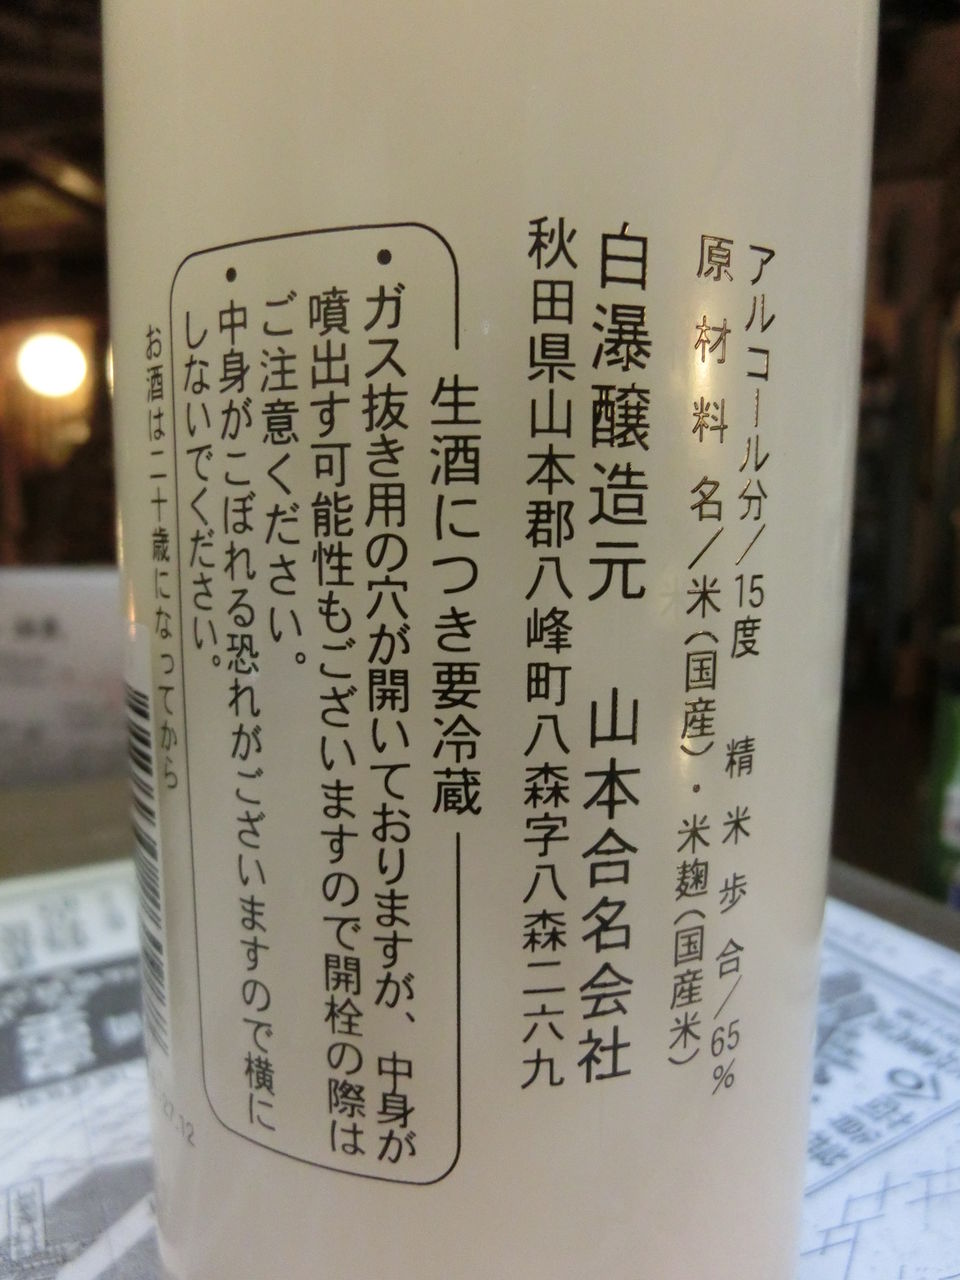 アルコール分/15度 精米歩合/65%
原材料名/米(国産)・米麹(国産米)
白瀑醸造元 山本合名会社
秋田県山本郡八峰町八森字八森二六九
生酒につき要冷蔵
・ガス抜き用の穴が開いておりますが、中身が
噴出す可能性もございますので開栓の際は
ご注意ください。
・中身がこぼれる恐れがございますので横に
しないでください。
お酒は二十歳になってから
27.12